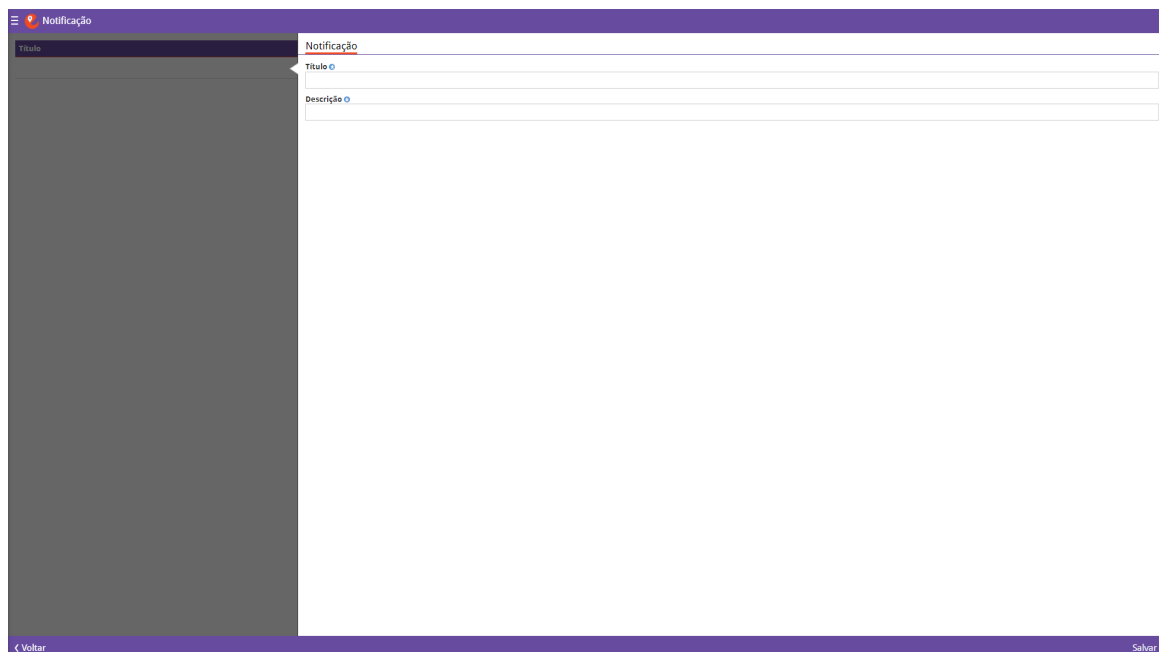 Notificação
Título
Notificação
Título
Descrição
Voltar
Salvar